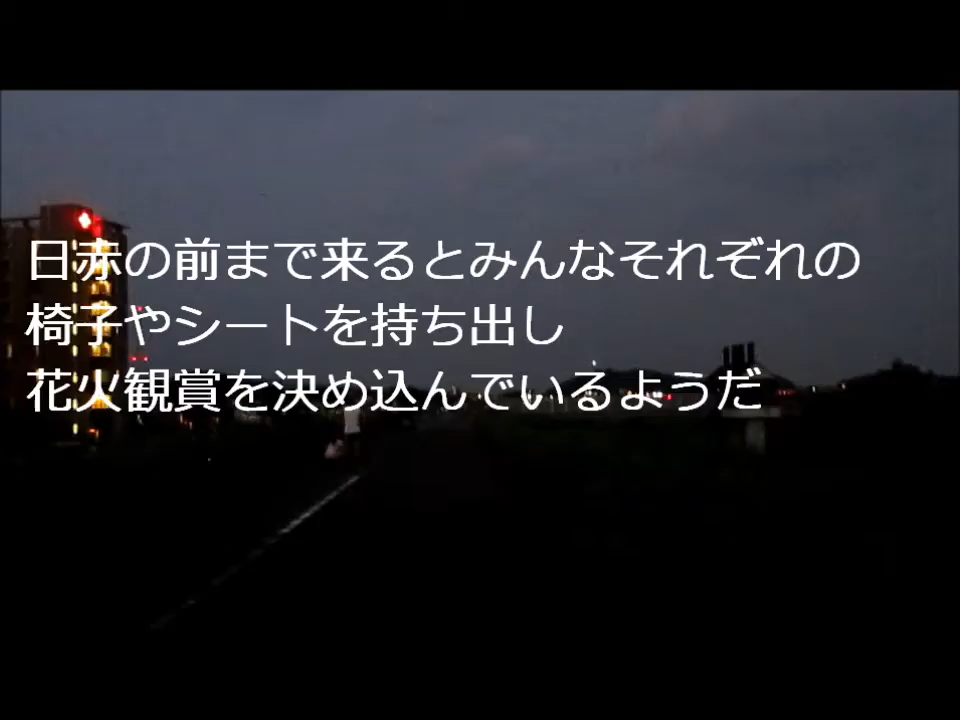 日赤の前まで来るとみんなそれぞれの
椅子やシートを持ち出し
花火観賞を決め込んでいるようだ